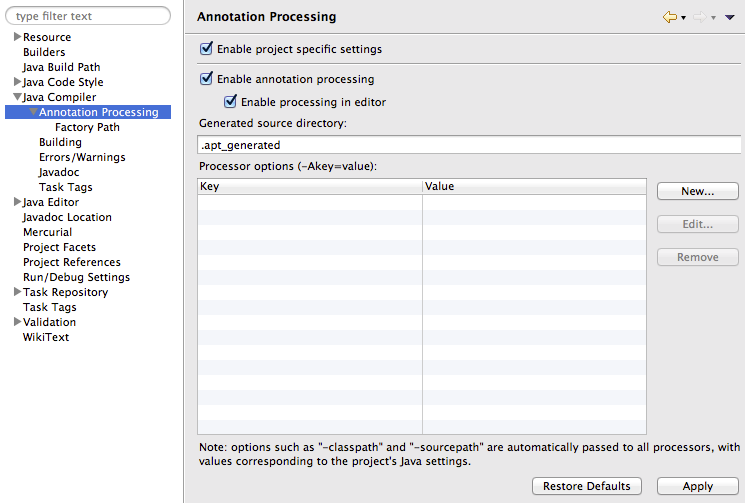 type filter text
Resource
Builders
Java Build Path
Java Code Style
Java Compiler
Annotation Processing
Factory Path
Building
Errors/Warnings
Javadoc
Task Tags
Java Editor
Javadoc Location
Mercurial
Project Facets
Project References
Run/Debug Settings
Task Repository
Task Tags
Validation
WikiText
Annotation Processing
Enable project specific settings
Enable annotation processing
Enable processing in editor
Generated source directory:
.apt_generated
Processor options (-Akey=value):
Key Value
New...
Edit...
Remove
Note: options such as "-classpath" and "-sourcepath" are automatically passed to all processors, with
values corresponding to the project's Java settings.
Restore Defaults Apply